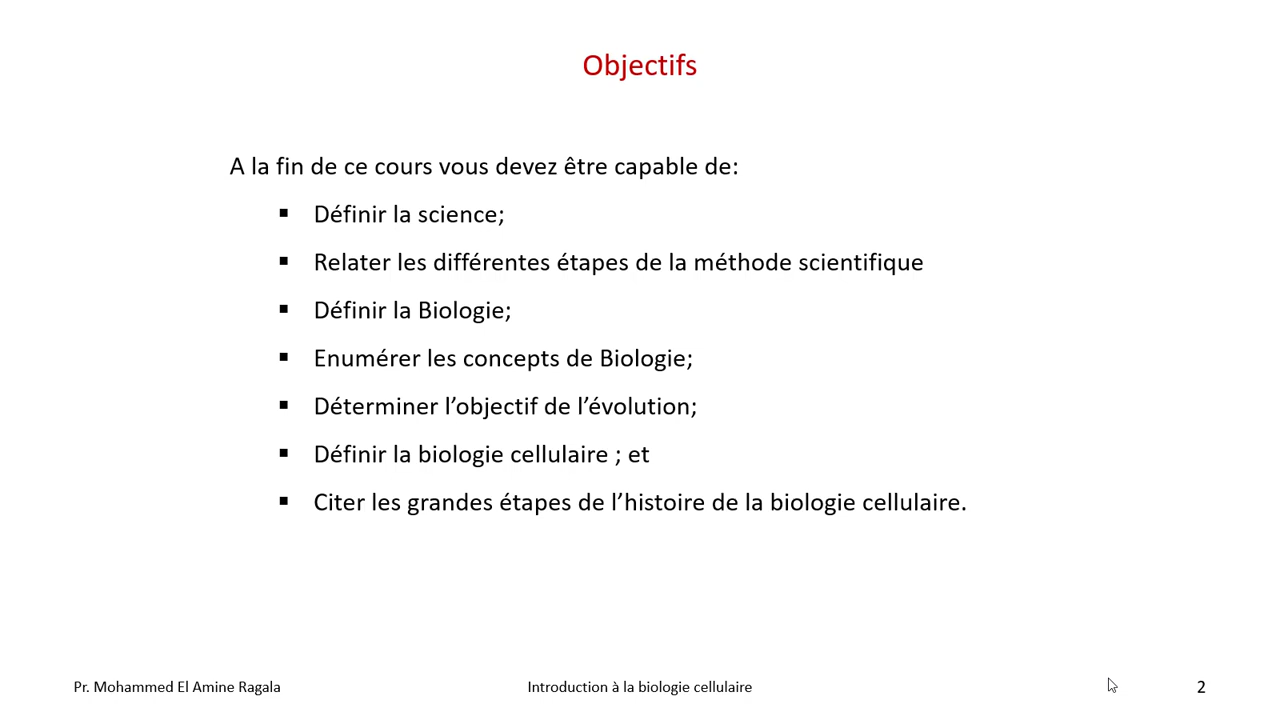 Objectifs
A la fin de ce cours vous devez être capable de:
▪ Définir la science;
▪ Relater les différentes étapes de la méthode scientifique
▪ Définir la Biologie;
▪ Enumérer les concepts de Biologie;
▪ Déterminer l’objectif de l’évolution;
▪ Définir la biologie cellulaire ; et
▪ Citer les grandes étapes de l’histoire de la biologie cellulaire.
Pr. Mohammed El Amine Ragala
Introduction à la biologie cellulaire
2